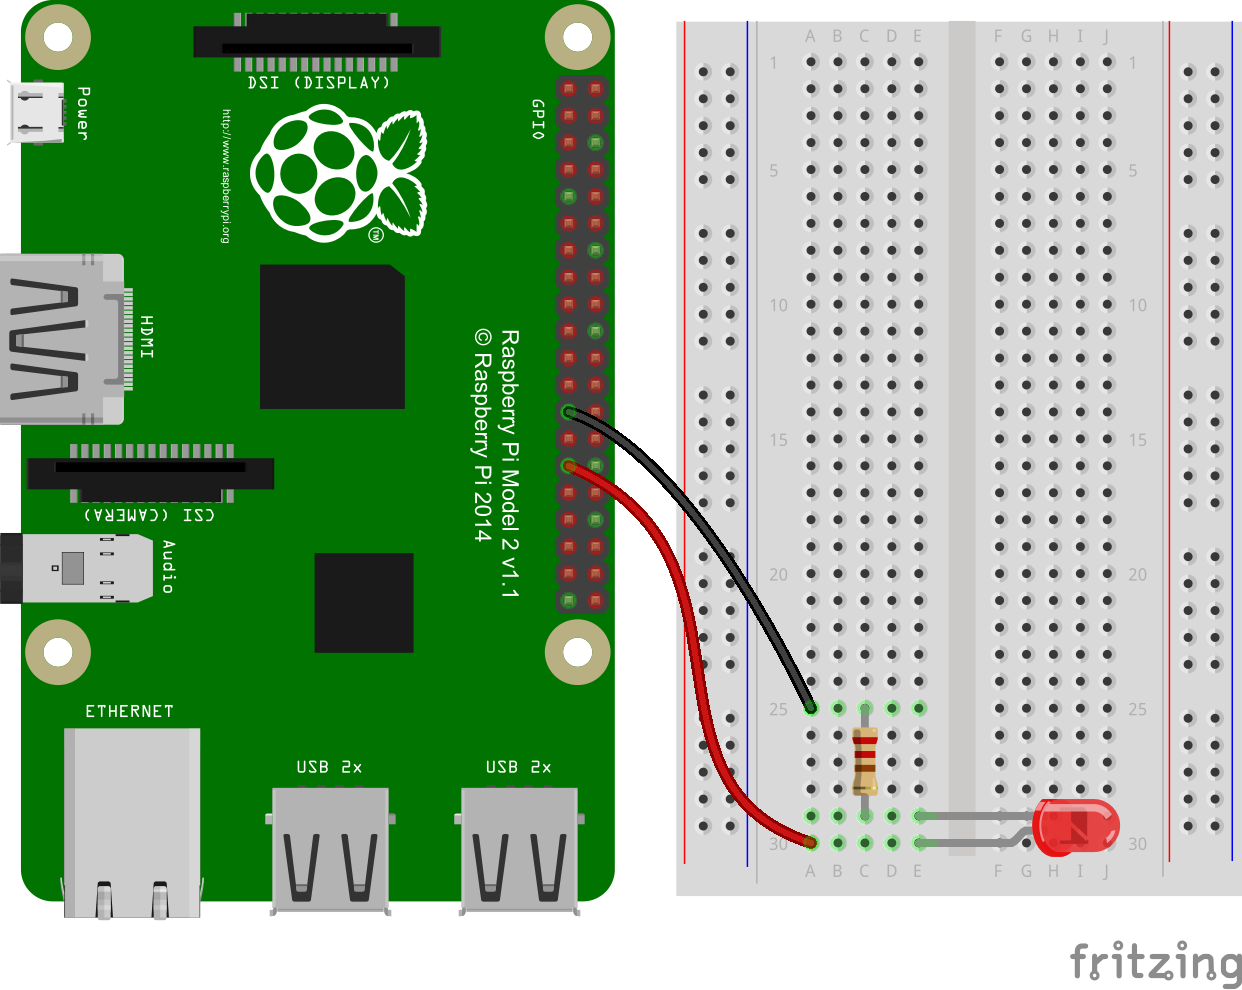 DSI (DISPLAY)
Power
http://www.raspberrypi.org
TM
GPIO
HDMI
Raspberry Pi Model 2 v1.1
© Raspberry Pi 2014
CSI (CAMERA)
Audio
ETHERNET
USB 2x
USB 2x
A B C D E F G H I J
1 1
5 5
10 10
15 15
20 20
25 25
30 30
A B C D E F G H I J
fritzing